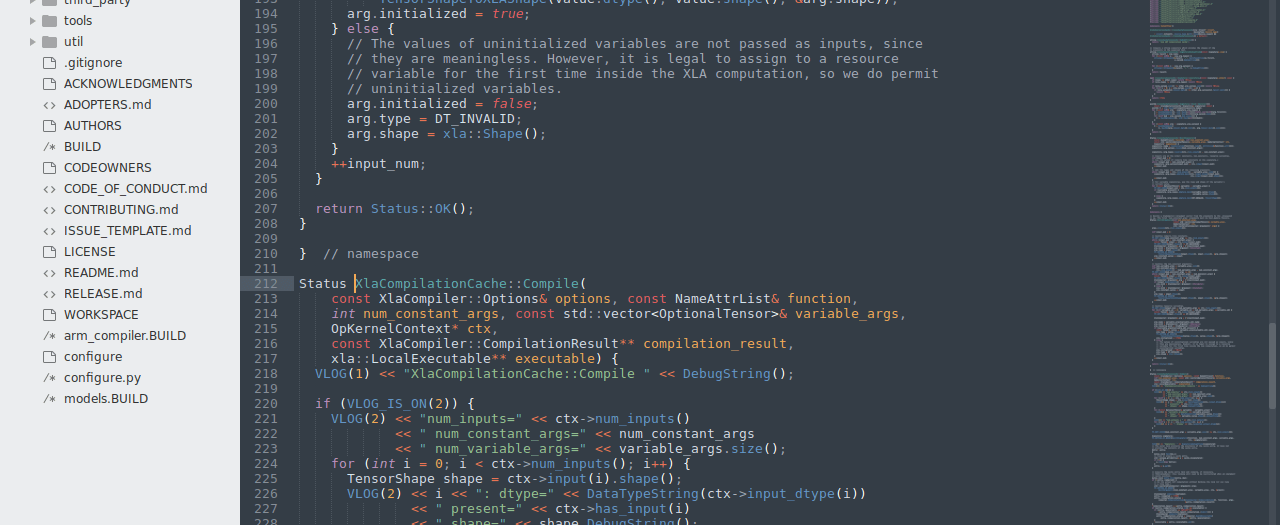 third_party
tools
util
.gitignore
ACKNOWLEDGMENTS
ADOPTERS.md
AUTHORS
/* BUILD
CODEOWNERS
<> CODE_OF_CONDUCT.md
<> CONTRIBUTING.md
<> ISSUE_TEMPLATE.md
LICENSE
<> README.md
<> RELEASE.md
WORKSPACE
/* arm_compiler.BUILD
configure
/* configure.py
/* models.BUILD
193 TensorShapeToXLAShape(value.dtype(), value.shape(), &arg.shape));
194 arg.initialized = true;
195 } else {
196 // The values of uninitialized variables are not passed as inputs, since
197 // they are meaningless. However, it is legal to assign to a resource
198 // variable for the first time inside the XLA computation, so we do permit
199 // uninitialized variables.
200 arg.initialized = false;
201 arg.type = DT_INVALID;
202 arg.shape = xla::Shape();
203 }
204 ++input_num;
205 }
206
207 return Status::OK();
208 }
209
210 }  // namespace
211
212 Status XlaCompilationCache::Compile(
213 const XlaCompiler::Options& options, const NameAttrList& function,
214 int num_constant_args, const std::vector<OptionalTensor>& variable_args,
215 OpKernelContext* ctx,
216 const XlaCompiler::CompilationResult** compilation_result,
217 xla::LocalExecutable** executable) {
218 VLOG(1) << "XlaCompilationCache::Compile " << DebugString();
219
220 if (VLOG_IS_ON(2)) {
221 VLOG(2) << "num_inputs=" << ctx->num_inputs()
222 << " num_constant_args=" << num_constant_args
223 << " num_variable_args=" << variable_args.size();
224 for (int i = 0; i < ctx->num_inputs(); i++) {
225 TensorShape shape = ctx->input(i).shape();
226 VLOG(2) << i << ": dtype=" << DataTypeString(ctx->input_dtype(i))
227 << " present=" << ctx->has_input(i)
228 << " shape=" << shape.DebugString();